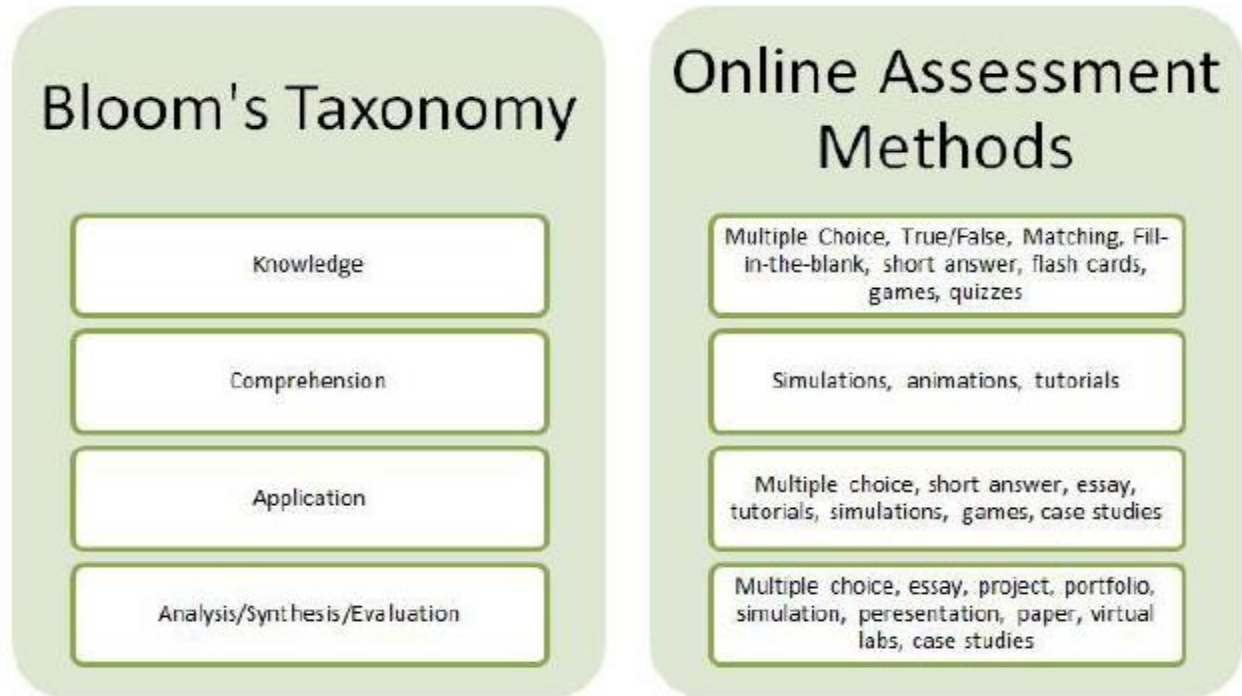 Bloom's Taxonomy
Knowledge
Comprehension
Application
Analysis/Synthesis/Evaluation
Online Assessment
Methods
Multiple Choice, True/False, Matching, Fill-
in-the-blank, short answer, flash cards,
games, quizzes
Simulations, animations, tutorials
Multiple choice, short answer, essay,
tutorials, simulations, games, case studies
Multiple choice, essay, project, portfolio,
simulation, peresentation, paper, virtual
labs, case studies